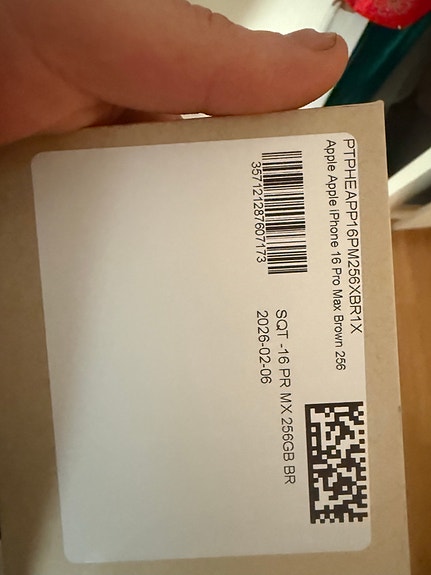 PTPHEAPP16PM256XBR1X
Apple Apple iPhone 16 Pro Max Brown 256
357121287607173
SQT -16 PR MX 256GB BR
2026-02-06